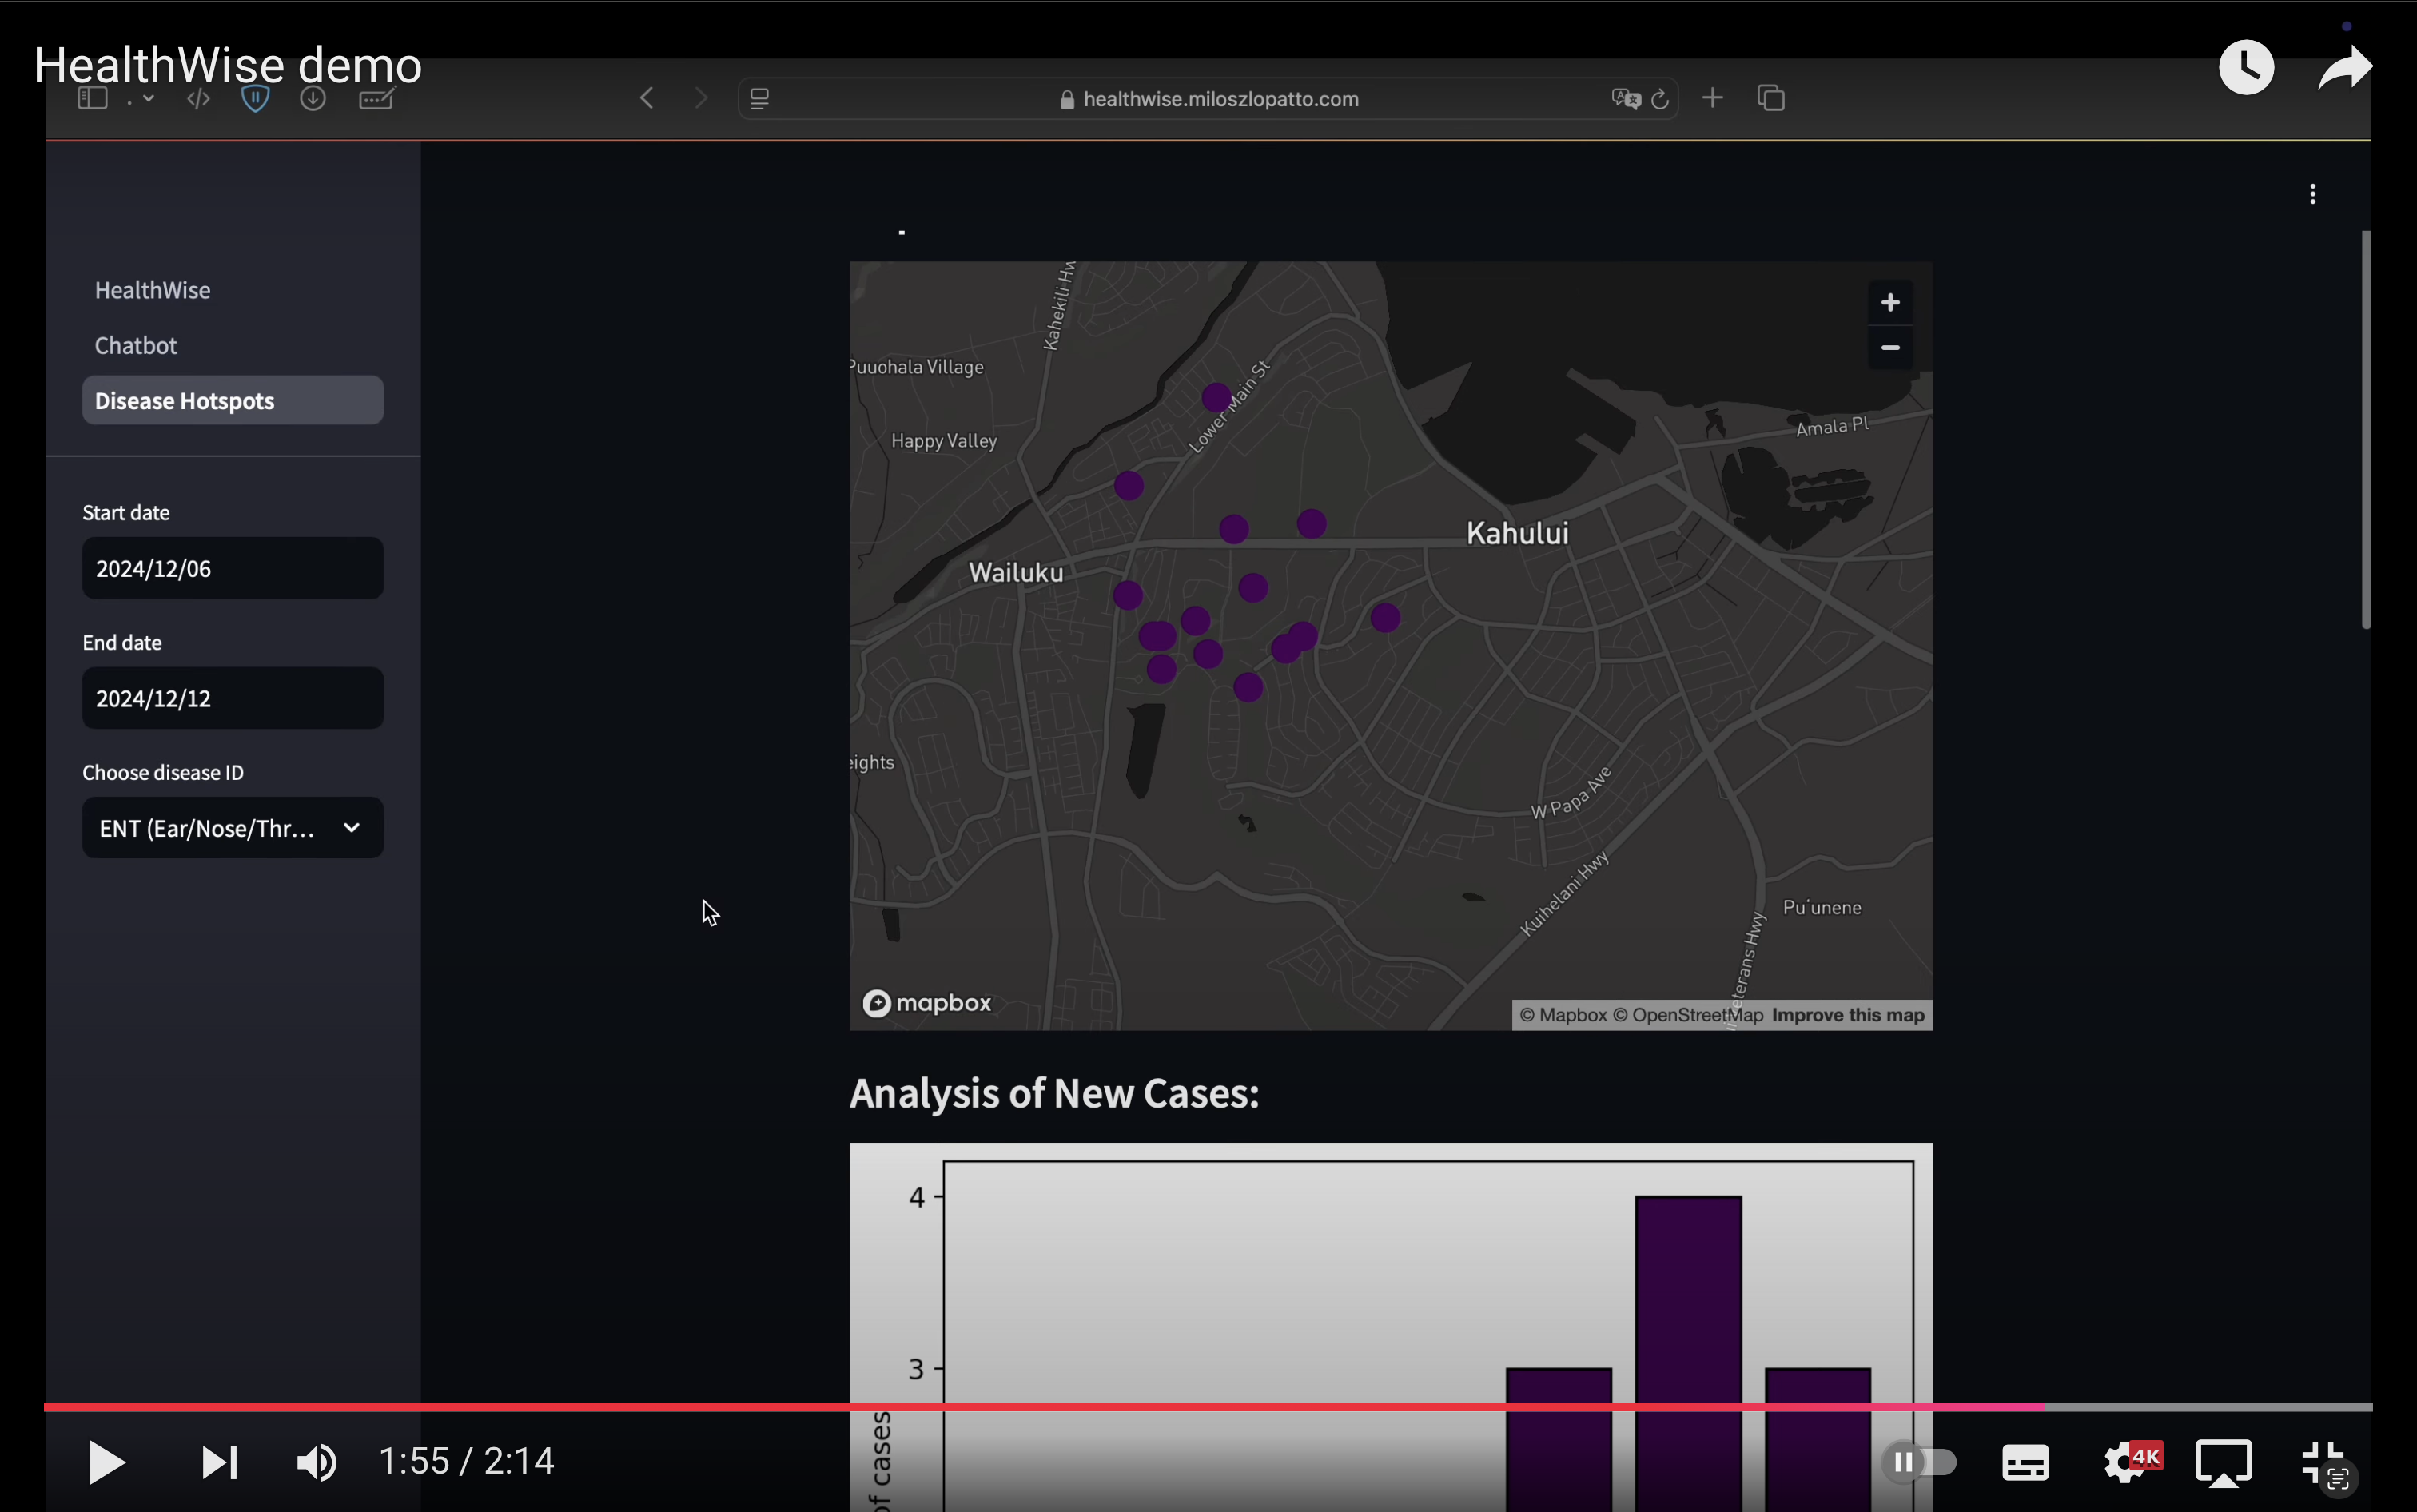 HealthWise demo
healthwise.miloszlopatto.com
HealthWise
Chatbot
Disease Hotspots
Start date
2024/12/06
End date
2024/12/12
Choose disease ID
ENT (Ear/Nose/Thr...
Kahekili Hw
Puuohala Village
Lower Main St
Happy Valley
Amala Pl
Kahului
Wailuku
eights
W Papa Ave
Kuihelani Hwy
Pu'unene
eterans Hwy
mapbox
© Mapbox © OpenStreetMap Improve this map
Analysis of New Cases:
4
3
of cases
1:55 / 2:14
4K